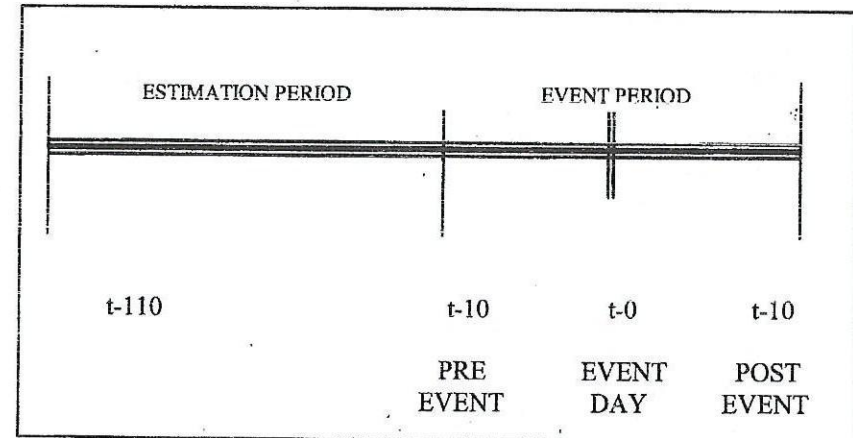 ESTIMATION PERIOD EVENT PERIOD
t-110 t-10 t-0 t-10
PRE EVENT POST
EVENT DAY EVENT